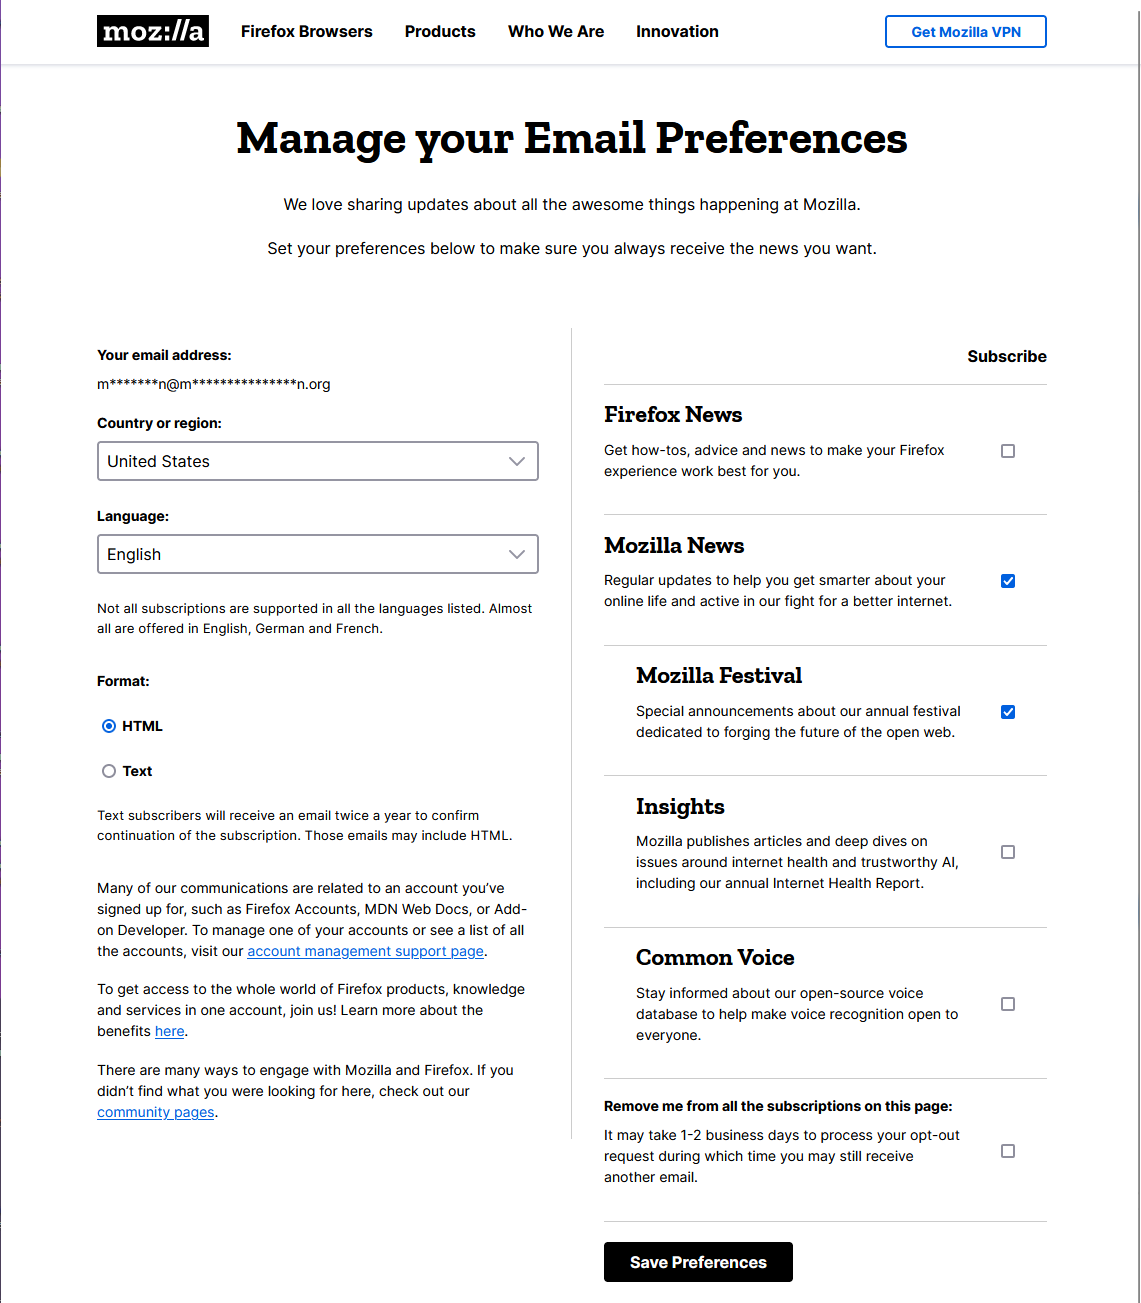 moz://a
Firefox Browsers
Products
Who We Are
Innovation
Get Mozilla VPN
Manage your Email Preferences
We love sharing updates about all the awesome things happening at Mozilla.
Set your preferences below to make sure you always receive the news you want.
Your email address:
m*******n@m***************n.org
Country or region:
United States
Language:
English
Not all subscriptions are supported in all the languages listed. Almost
all are offered in English, German and French.
Format:
HTML
Text
Text subscribers will receive an email twice a year to confirm
continuation of the subscription. Those emails may include HTML.
Many of our communications are related to an account you’ve
signed up for, such as Firefox Accounts, MDN Web Docs, or Add-
on Developer. To manage one of your accounts or see a list of all
the accounts, visit our account management support page.
To get access to the whole world of Firefox products, knowledge
and services in one account, join us! Learn more about the
benefits here.
There are many ways to engage with Mozilla and Firefox. If you
didn’t find what you were looking for here, check out our
community pages.
Subscribe
Firefox News
Get how-tos, advice and news to make your Firefox
experience work best for you.
Mozilla News
Regular updates to help you get smarter about your
online life and active in our fight for a better internet.
Mozilla Festival
Special announcements about our annual festival
dedicated to forging the future of the open web.
Insights
Mozilla publishes articles and deep dives on
issues around internet health and trustworthy AI,
including our annual Internet Health Report.
Common Voice
Stay informed about our open-source voice
database to help make voice recognition open to
everyone.
Remove me from all the subscriptions on this page:
It may take 1-2 business days to process your opt-out
request during which time you may still receive
another email.
Save Preferences